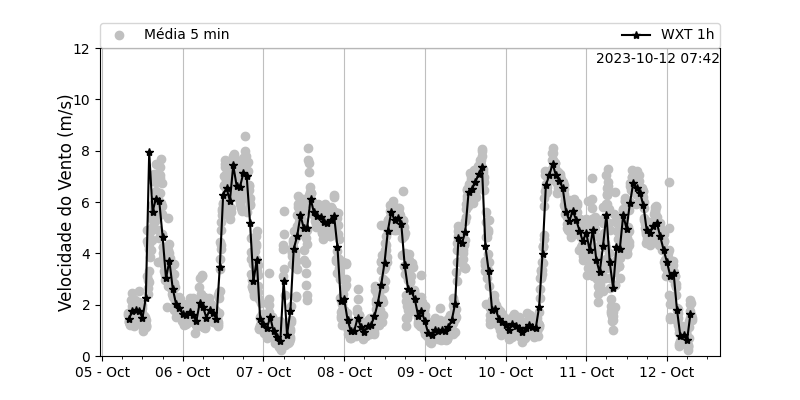 Média 5 min
WXT 1h
2023-10-12 07:42
Velocidade do Vento (m/s)
12
10
8
6
4
2
0
05 - Oct
06 - Oct
07 - Oct
08 - Oct
09 - Oct
10 - Oct
11 - Oct
12 - Oct